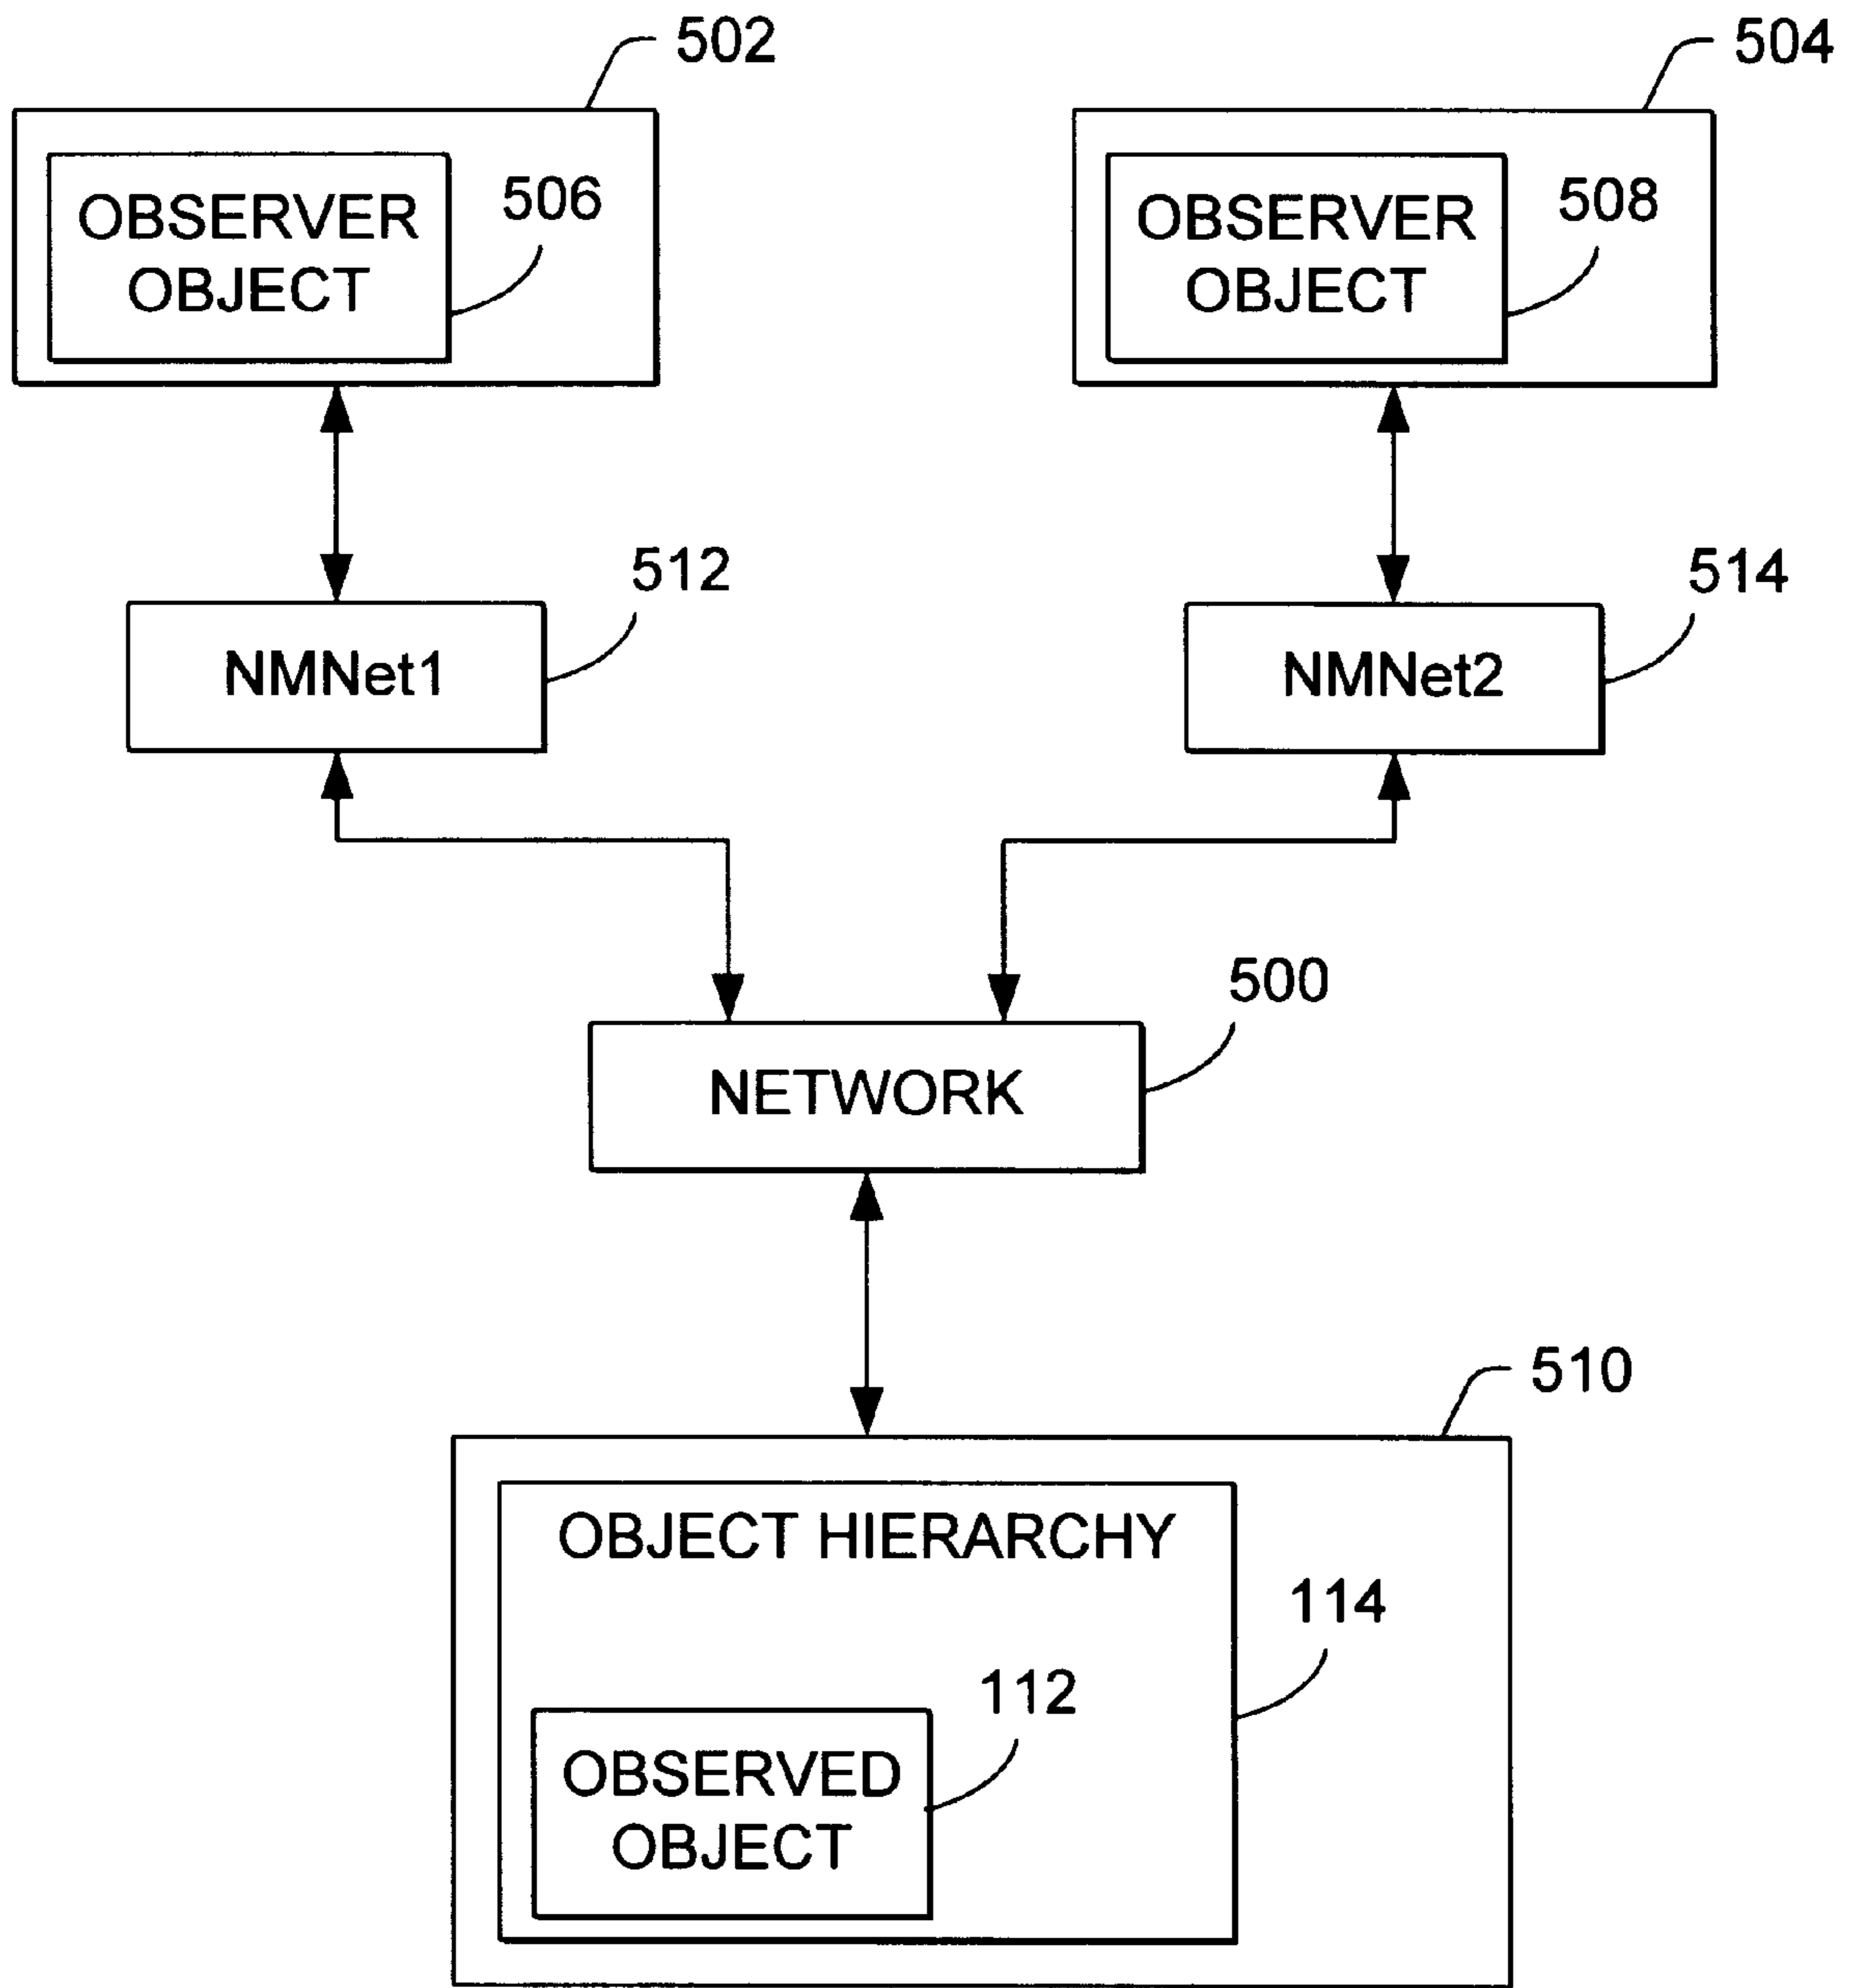 502
504
OBSERVER
OBJECT
506
OBSERVER
OBJECT
508
512
514
NMNet1
NMNet2
500
NETWORK
510
OBJECT HIERARCHY
114
112
OBSERVED
OBJECT